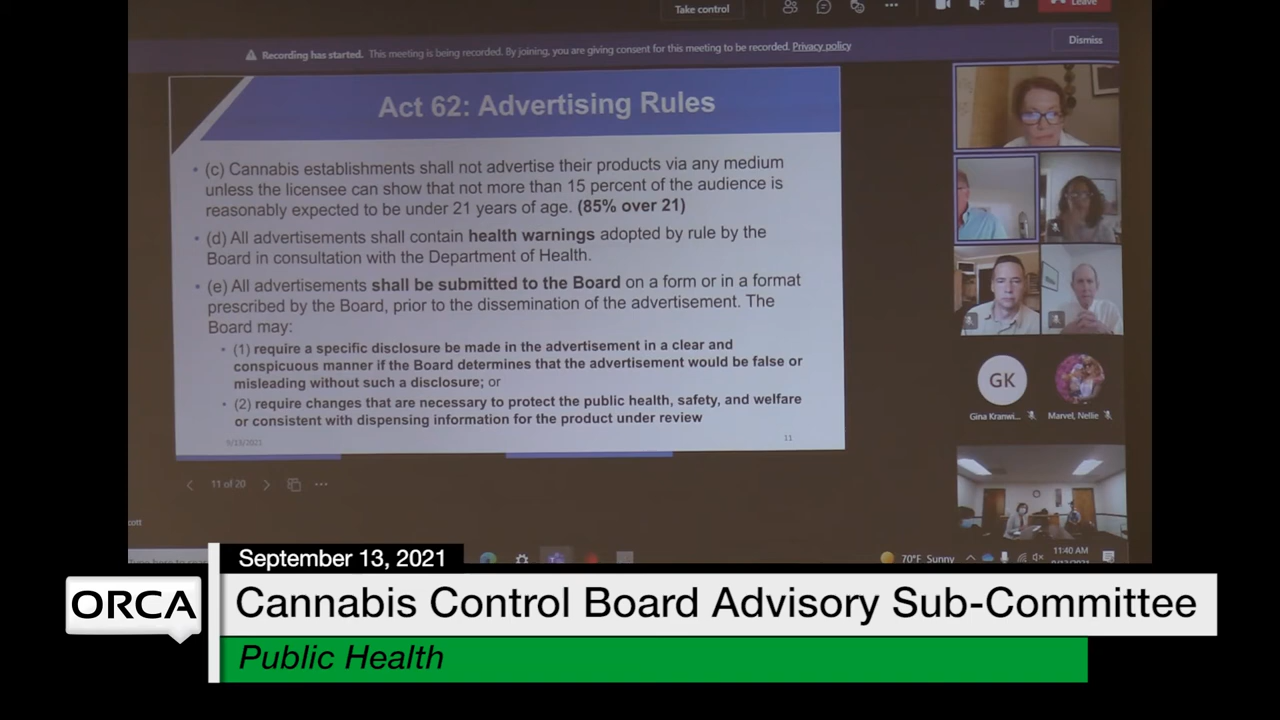 Take control
Leave
Recording has started. This meeting is being recorded. By joining, you are giving consent for this meeting to be recorded. Privacy policy
Dismiss
Act 62: Advertising Rules
• (c) Cannabis establishments shall not advertise their products via any medium
unless the licensee can show that not more than 15 percent of the audience is
reasonably expected to be under 21 years of age. (85% over 21)
• (d) All advertisements shall contain health warnings adopted by rule by the
Board in consultation with the Department of Health.
• (e) All advertisements shall be submitted to the Board on a form or in a format
prescribed by the Board, prior to the dissemination of the advertisement. The
Board may:
• (1) require a specific disclosure be made in the advertisement in a clear and
conspicuous manner if the Board determines that the advertisement would be false or
misleading without such a disclosure; or
• (2) require changes that are necessary to protect the public health, safety, and welfare
or consistent with dispensing information for the product under review
9/13/2021
11
GK
Gina Kranwi...
Marvel, Nellie
11 of 20
70°F Sunny
11:40 AM
September 13, 2021
ORCA
Cannabis Control Board Advisory Sub-Committee
Public Health